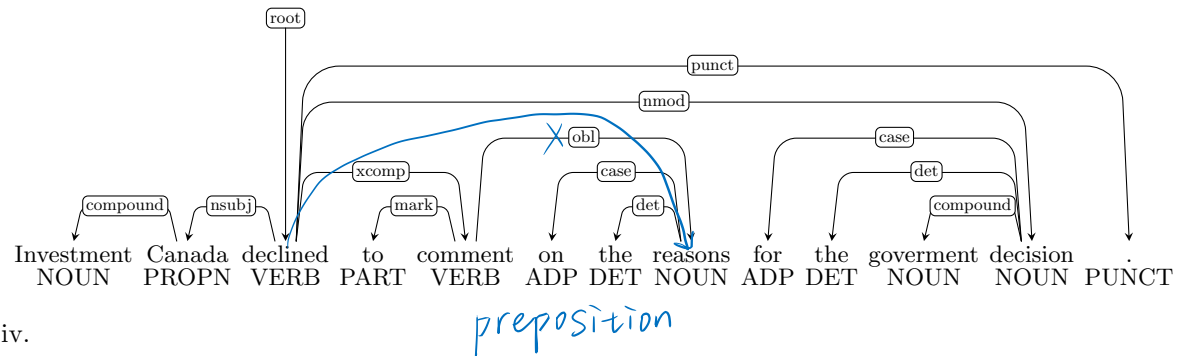 root
punct
nmod
obl case
xcomp case det
compound nsubj mark det compound
Investment Canada declined to comment on the reasons for the goverment decision .
NOUN PROPN VERB PART VERB ADP DET NOUN ADP DET NOUN NOUN PUNCT
preposition
iv.